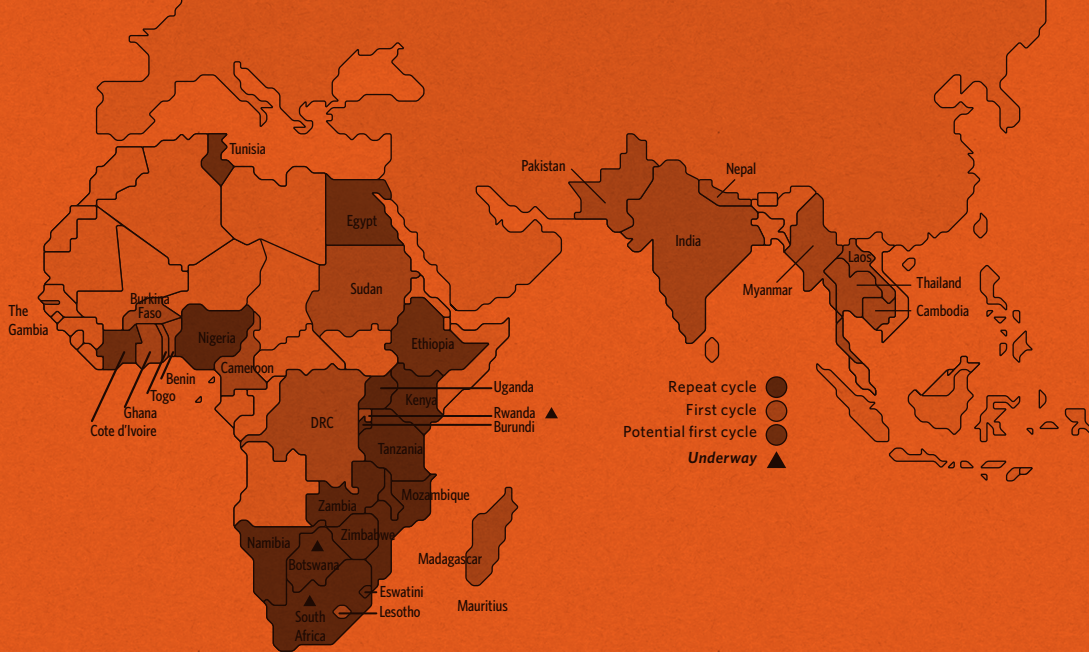 Tunisia
Pakistan
Nepal
Egypt
India
Laos
Sudan
Thailand
Myanmar
Burkina
Faso
The
Gambia
Cambodia
Nigeria
Ethiopia
Cameroon
Benin
Togo
Ghana
Cote d'Ivoire
Uganda
Kenya
Rwanda
Burundi
DRC
Tanzania
Repeat cycle
First cycle
Potential first cycle
Underway
Mozambique
Zambia
Zimbabwe
Namibia
Botswana
Madagascar
Eswatini
Mauritius
Lesotho
South
Africa